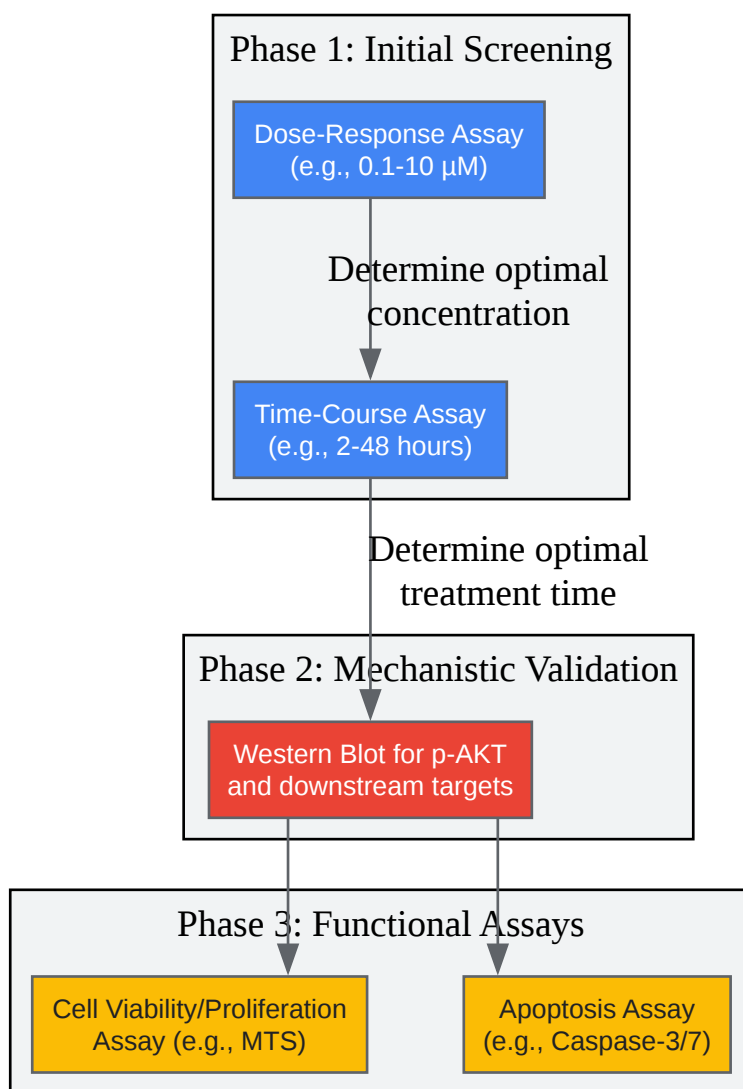 Phase 1: Initial Screening
Dose-Response Assay
(e.g., 0.1-10 µM)
Determine optimal
concentration
Time-Course Assay
(e.g., 2-48 hours)
Determine optimal
treatment time
Phase 2: Mechanistic Validation
Western Blot for p-AKT
and downstream targets
Phase 3: Functional Assays
Cell Viability/Proliferation
Assay (e.g., MTS)
Apoptosis Assay
(e.g., Caspase-3/7)